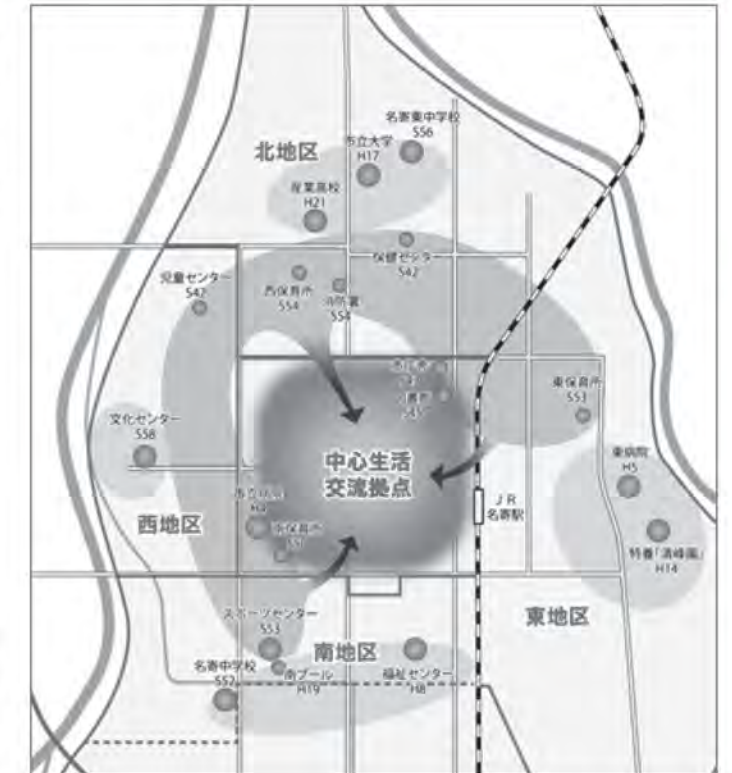 名寄東中学校
S56
市立大学
H17
北地区
産業高校
H21
保健センター
S42
児童センター
S47
西保育所
S54
消防署
S54
東保育所
S53
文化センター
S58
中心生活
交流拠点
東病院
H5
JR
名寄駅
西地区
南保育所
特養「清峰園」
H14
東地区
スポーツセンター
S53
南地区
名寄中学校
S52
南プール
H19
福祉センター
H8